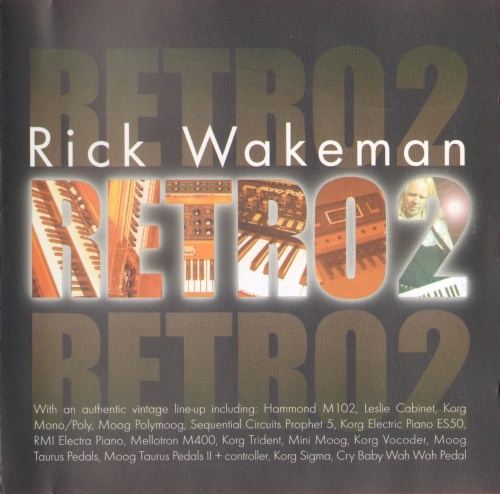 RETRO2
Rick Wakeman
RETRO2
RETRO2
With an authentic vintage line-up including: Hammond M102, Leslie Cabinet, Korg
Mono/Poly, Moog Polymoog, Sequential Circuits Prophet 5, Korg Electric Piano ES50,
RMI Electra Piano, Mellotron M400, Korg Trident, Mini Moog, Korg Vocoder, Moog
Taurus Pedals, Moog Taurus Pedals II + controller, Korg Sigma, Cry Baby Wah Wah Pedal